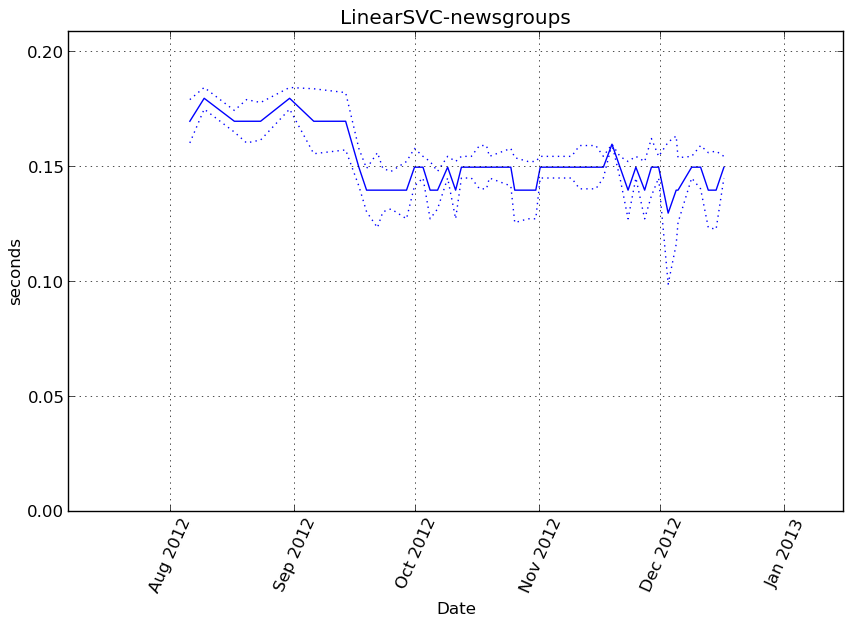 LinearSVC-newsgroups
0.20
0.15
0.10
0.05
0.00
seconds
Aug 2012
Sep 2012
Oct 2012
Nov 2012
Dec 2012
Jan 2013
Date